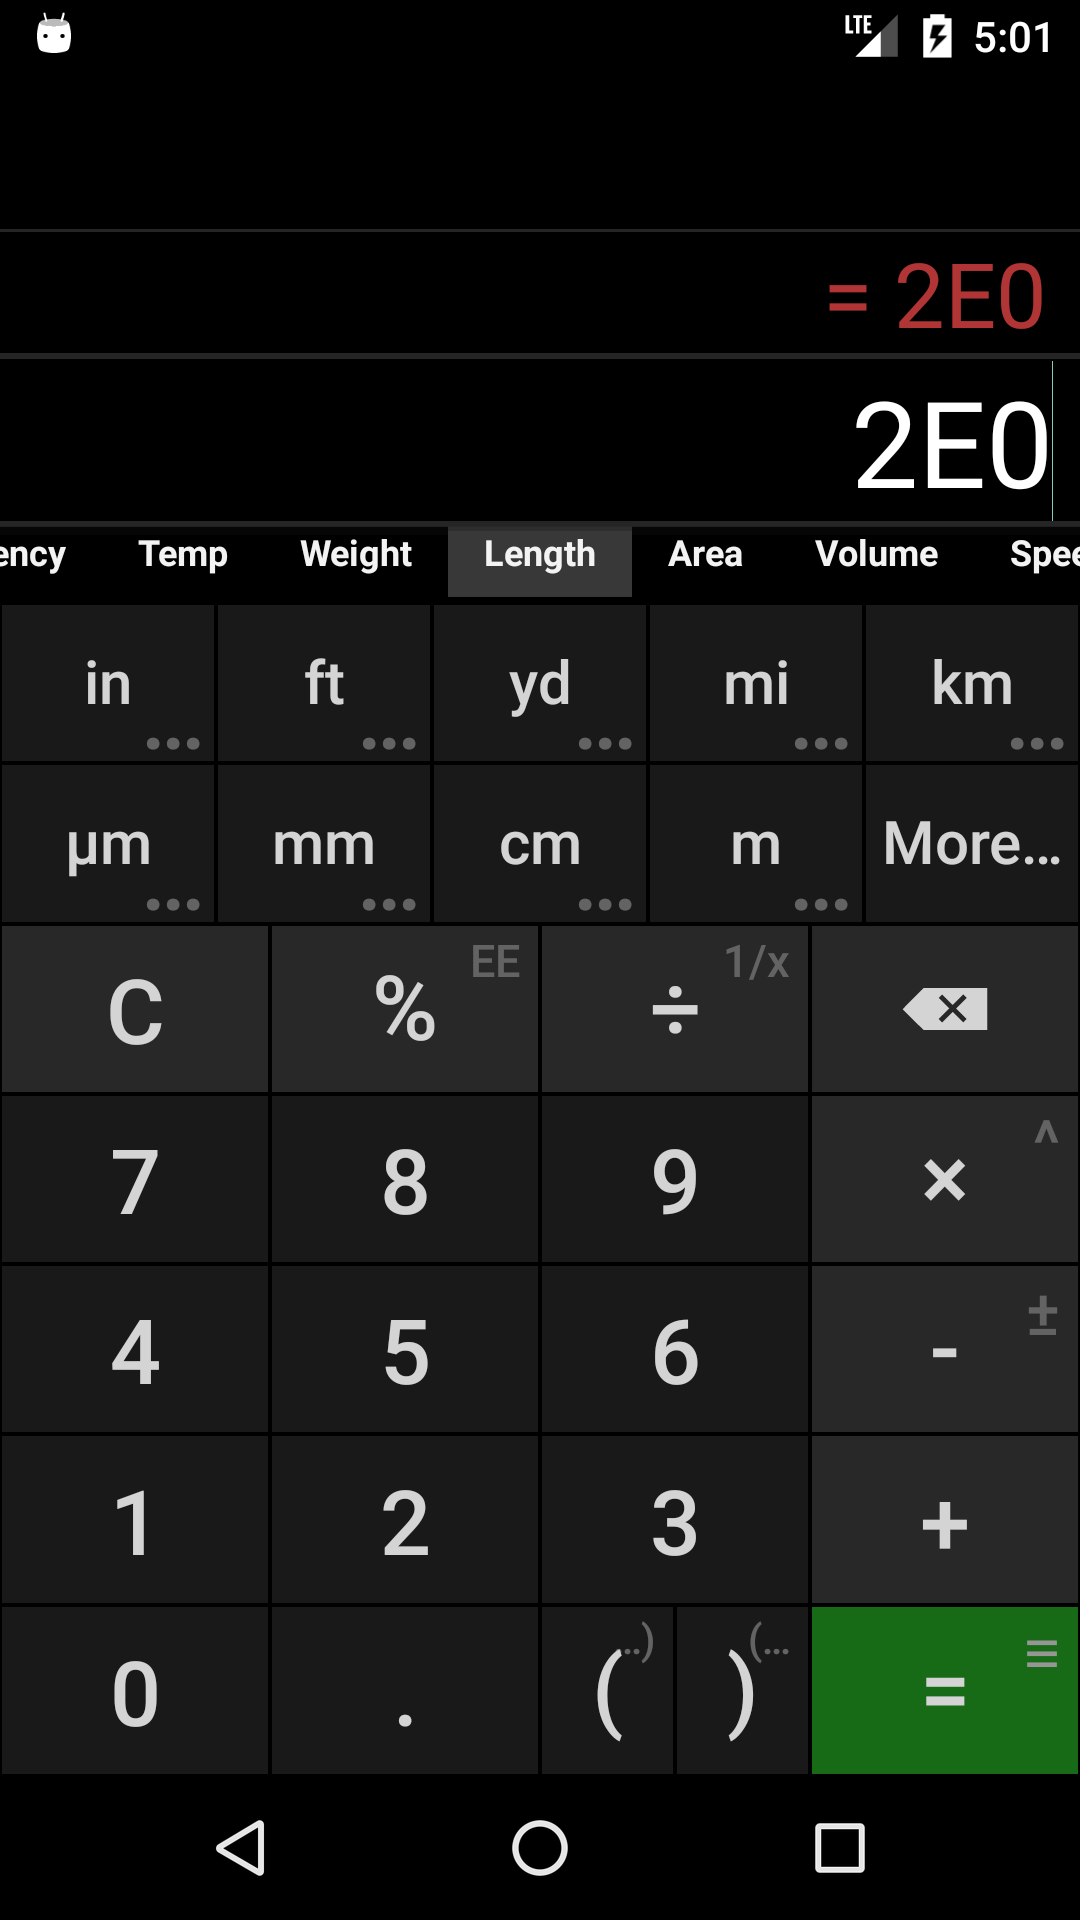 LTE 5:01
= 2E0
2E0
ency Temp Weight Length Area Volume Spee
in ft yd mi km
µm mm cm m More...
C % EE ÷ 1/x
7 8 9 × ^
4 5 6 - ±
1 2 3 +
0 . ( ..) ) (... =